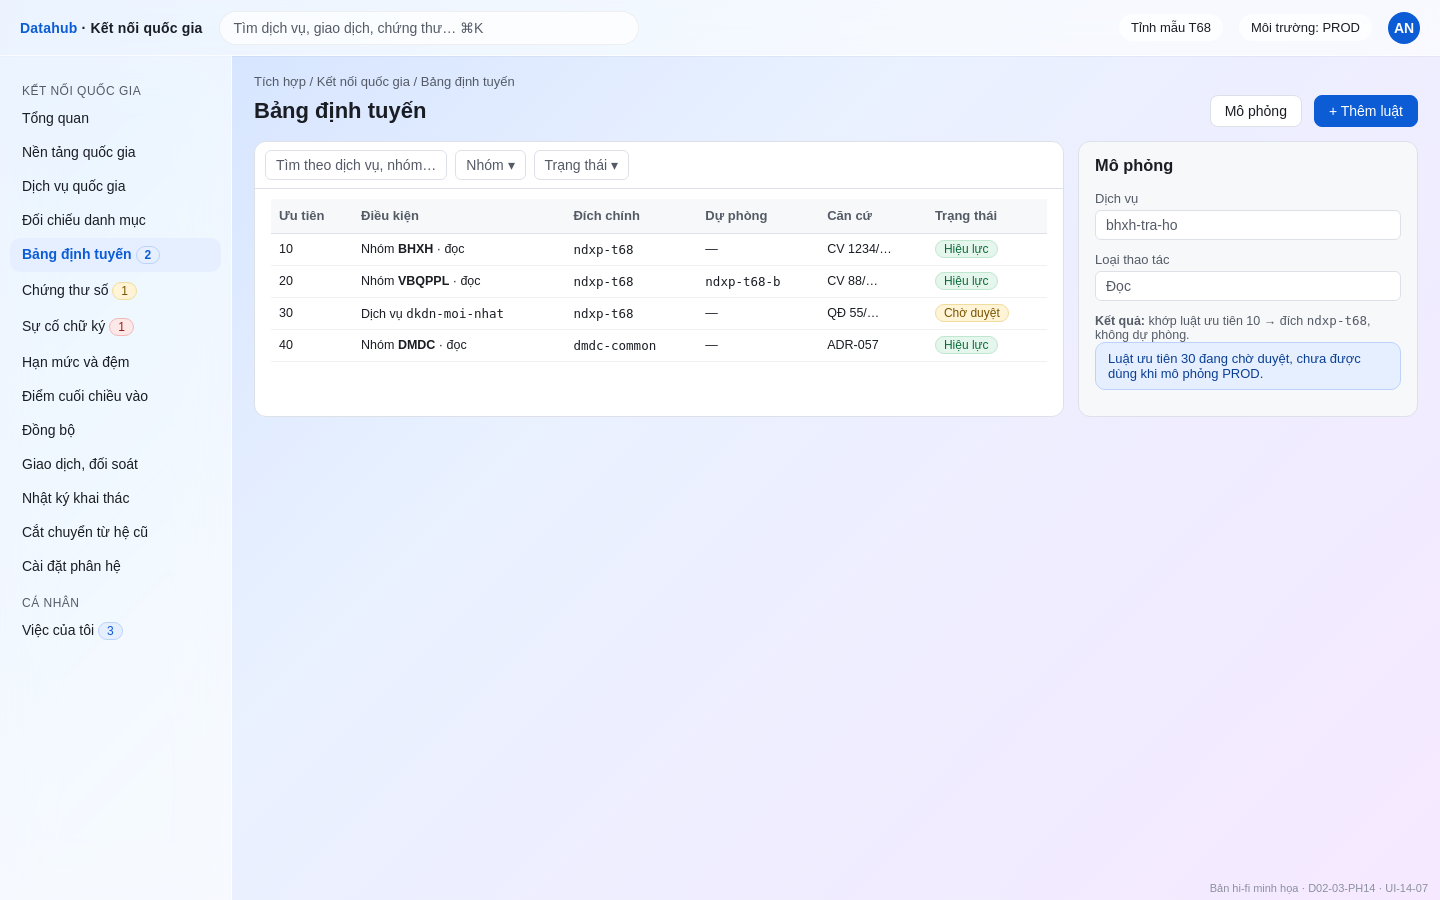 Datahub · Kết nối quốc gia
Tìm dịch vụ, giao dịch, chứng thư… ⌘K
Tỉnh mẫu T68
Môi trường: PROD
AN
KẾT NỐI QUỐC GIA
Tổng quan
Nền tảng quốc gia
Dịch vụ quốc gia
Đối chiếu danh mục
Bảng định tuyến 2
Chứng thư số 1
Sự cố chữ ký 1
Hạn mức và đệm
Điểm cuối chiều vào
Đồng bộ
Giao dịch, đối soát
Nhật ký khai thác
Cắt chuyển từ hệ cũ
Cài đặt phân hệ
CÁ NHÂN
Việc của tôi 3
Tích hợp / Kết nối quốc gia / Bảng định tuyến
Bảng định tuyến
Mô phỏng
+ Thêm luật
Tìm theo dịch vụ, nhóm…
Nhóm ▾
Trạng thái ▾
Ưu tiên Điều kiện Đích chính Dự phòng Căn cứ Trạng thái
10 Nhóm BHXH · đọc ndxp-t68 — CV 1234/… Hiệu lực
20 Nhóm VBQPPL · đọc ndxp-t68 ndxp-t68-b CV 88/… Hiệu lực
30 Dịch vụ dkdn-moi-nhat ndxp-t68 — QĐ 55/… Chờ duyệt
40 Nhóm DMDC · đọc dmdc-common — ADR-057 Hiệu lực
Mô phỏng
Dịch vụ
bhxh-tra-ho
Loại thao tác
Đọc
Kết quả: khớp luật ưu tiên 10 → đích ndxp-t68,
không dự phòng.
Luật ưu tiên 30 đang chờ duyệt, chưa được
dùng khi mô phỏng PROD.
Bản hi-fi minh họa · D02-03-PH14 · UI-14-07